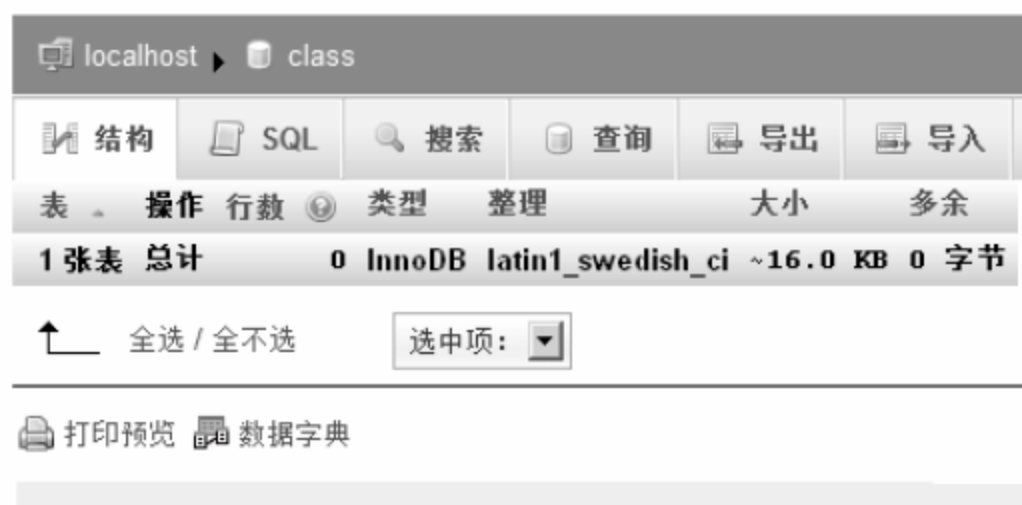 localhost class
结构 SQL 搜索 查询 导出 导入
表 操作 行数 类型 整理 大小 多余
1 张表 总计 0 InnoDB latin1_swedish_ci ~16.0 KB 0 字节
全选 / 全不选 选中项：
打印预览 数据字典